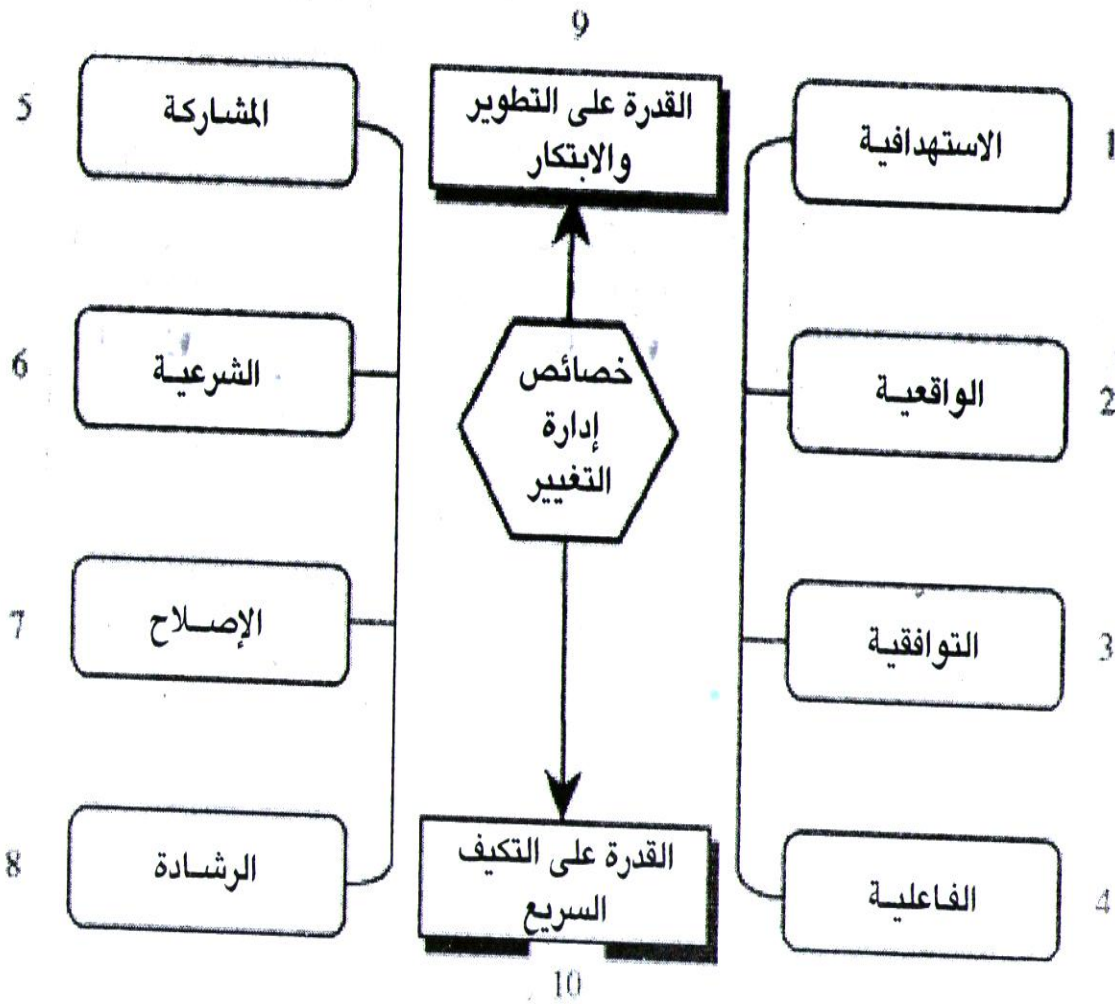 9
القدرة على التطوير
والابتكار
1
الاستهدافية
2
الواقعية
3
التوافقية
4
الفاعلية
خصائص
إدارة
التغيير
5
المشاركة
6
الشرعية
7
الإصلاح
8
الرشادة
القدرة على التكيف
السريع
10